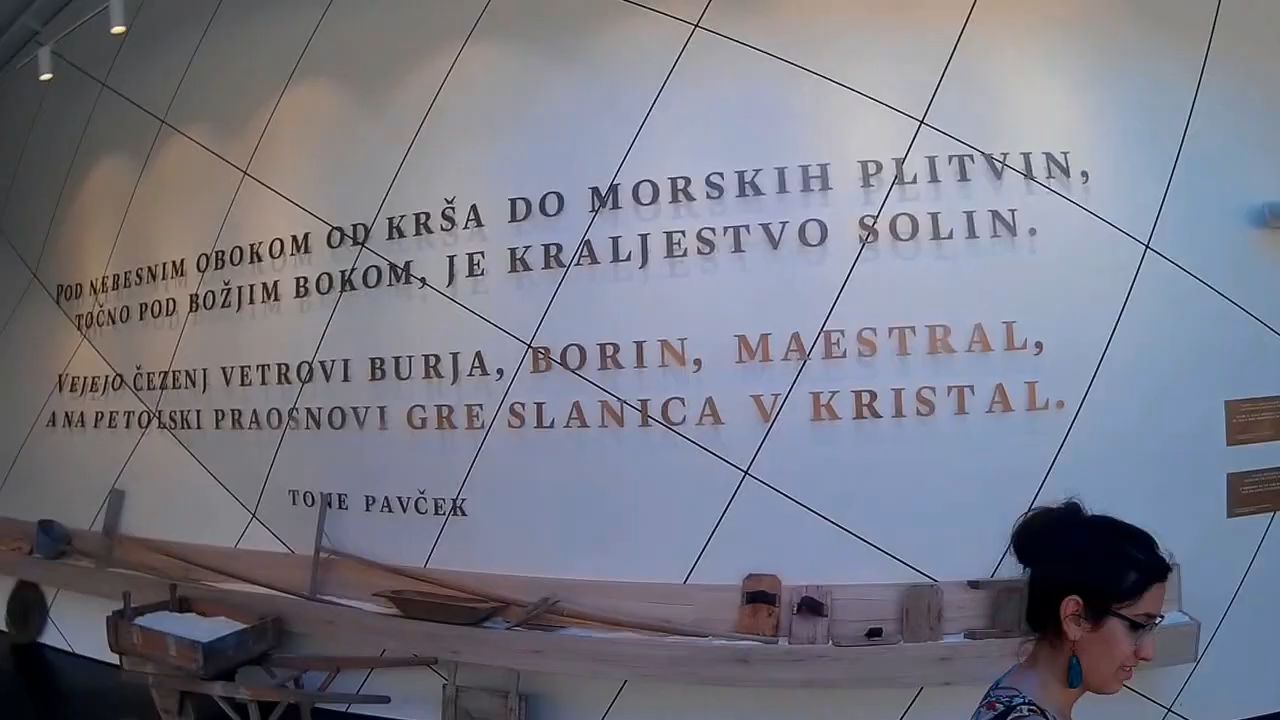 POD NEBESNIM OBOKOM OD KRŠA DO MORSKIH PLITVIN,
TOČNO POD BOŽJIM BOKOM, JE KRALJESTVO SOLIN.
VEJEJO ČEZENJ VETROVI BURJA, BORIN, MAESTRAL,
A NA PETOLSKI PRAOSNOVI GRE SLANICA V KRISTAL.
TONE PAVČEK